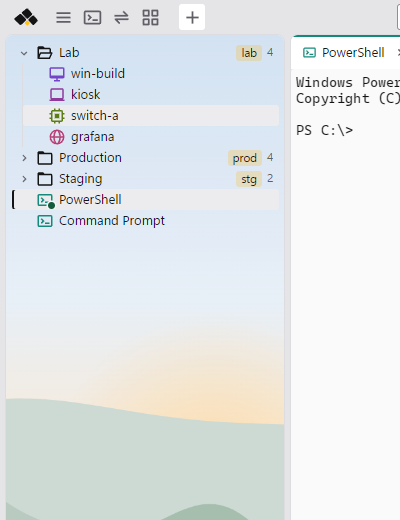 Lab lab 4
win-build
kiosk
switch-a
grafana
Production prod 4
Staging stg 2
PowerShell
Command Prompt
PowerShell
Windows Power
Copyright (C)
PS C:\>